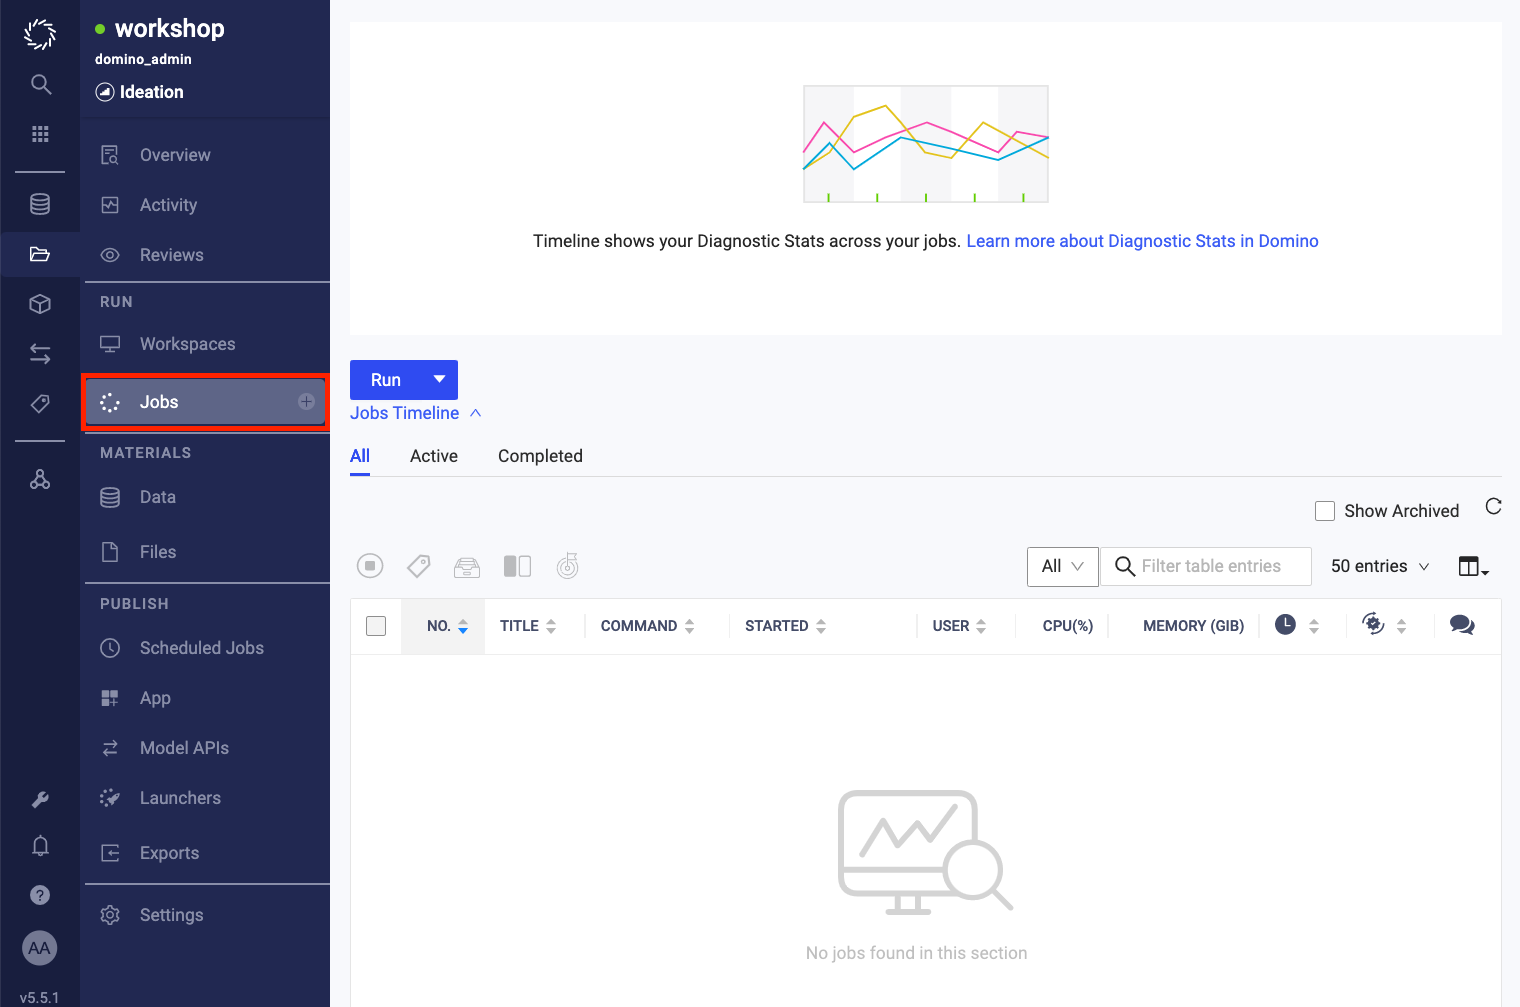 workshop
domino_admin
Ideation
Overview
Activity
Reviews
RUN
Workspaces
Jobs
MATERIALS
Data
Files
PUBLISH
Scheduled Jobs
App
Model APIs
Launchers
Exports
Settings
?
AA
v5.5.1
Timeline shows your Diagnostic Stats across your jobs. Learn more about Diagnostic Stats in Domino
Run
Jobs Timeline
All Active Completed
Show Archived
All Filter table entries 50 entries
NO. TITLE COMMAND STARTED USER CPU(%) MEMORY (GIB)
No jobs found in this section